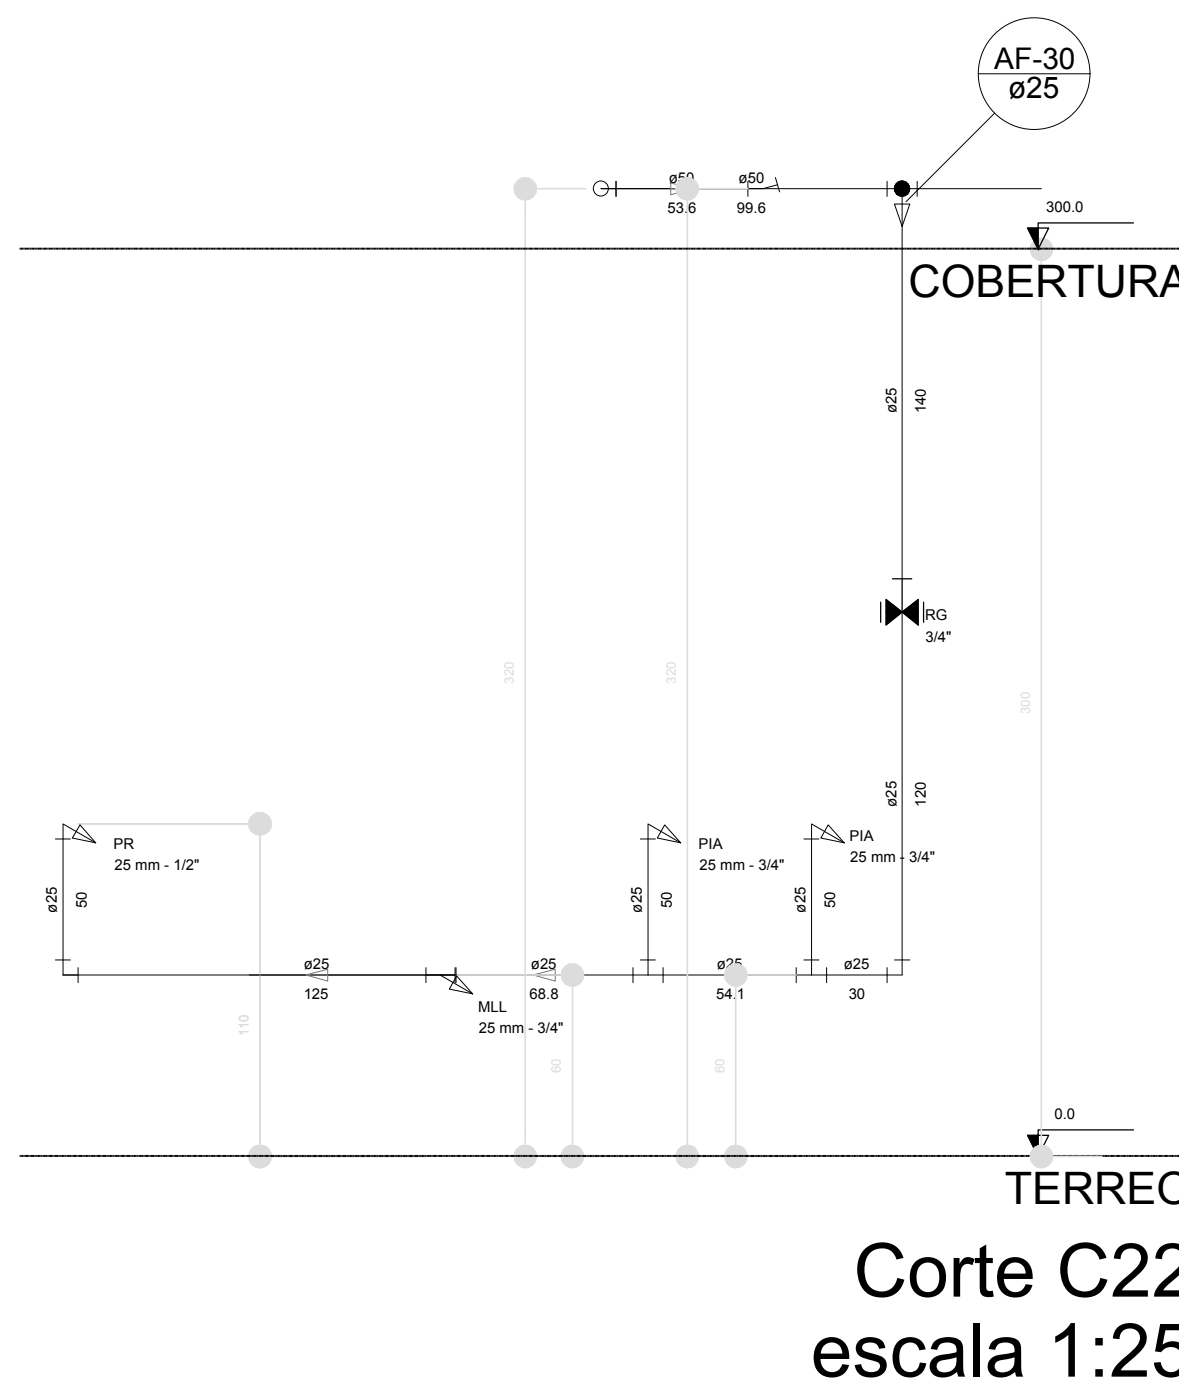 AF-30
ø25
ø50
ø50
53.6
99.6
300.0
COBERTURA
ø25
140
RG
3/4"
320
320
300
ø25
120
PR
25 mm - 1/2"
PIA
25 mm - 3/4"
PIA
25 mm - 3/4"
ø25
50
ø25
50
ø25
50
ø25
125
ø25
68.8
ø25
54.1
ø25
30
MLL
25 mm - 3/4"
110
60
60
0.0
TERREO
Corte C22
escala 1:25